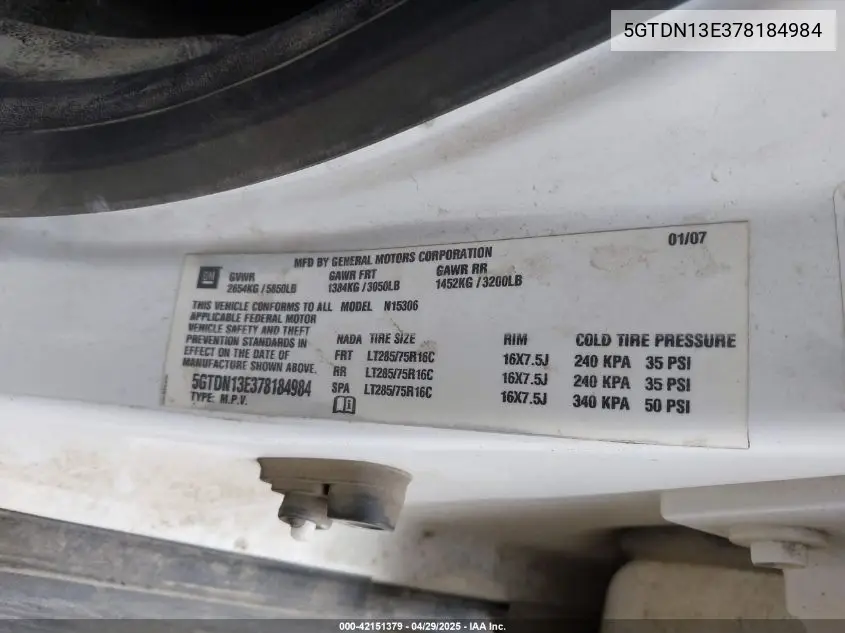 5GTDN13E378184984
MFD BY GENERAL MOTORS CORPORATION 01/07
GM GVWR GAWR FRT GAWR RR
2654KG / 5850LB 1384KG / 3050LB 1452KG / 3200LB
THIS VEHICLE CONFORMS TO ALL MODEL N15306
APPLICABLE FEDERAL MOTOR
VEHICLE SAFETY AND THEFT
PREVENTION STANDARDS IN NADA TIRE SIZE RIM COLD TIRE PRESSURE
EFFECT ON THE DATE OF FRT LT285/75R16C 16X7.5J 240 KPA 35 PSI
MANUFACTURE SHOWN ABOVE. RR LT285/75R16C 16X7.5J 240 KPA 35 PSI
5GTDN13E378184984 SPA LT285/75R16C 16X7.5J 340 KPA 50 PSI
TYPE: M.P.V.
000-42151379 - 04/29/2025 - IAA Inc.